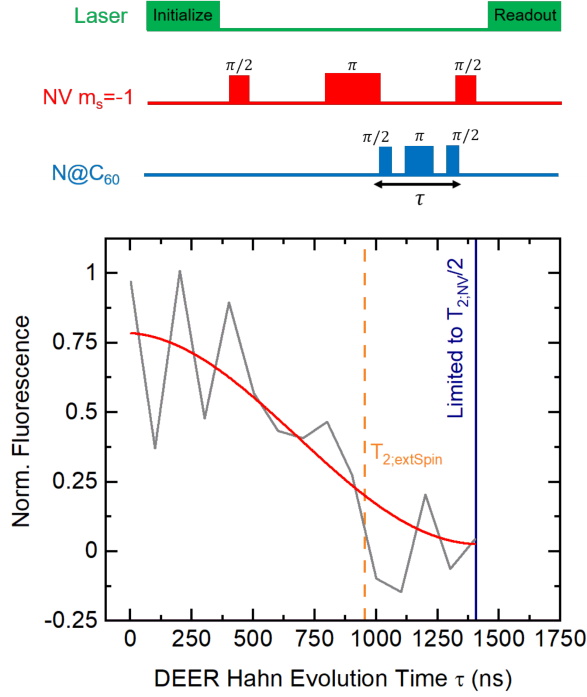 Laser
Initialize
Readout
NV mₛ=-1
π/2
π
π/2
N@C₆₀
π/2
π
π/2
τ
Norm. Fluorescence
1
0.75
0.5
0.25
0
-0.25
T₂;extSpin
Limited to T₂;NV/2
0
250
500
750
1000
1250
1500
1750
DEER Hahn Evolution Time τ (ns)